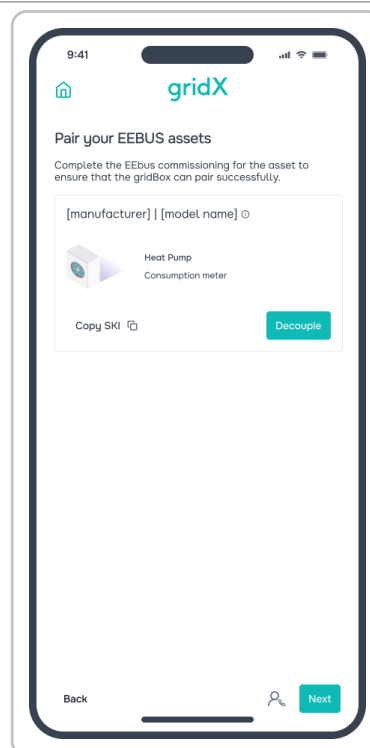 9:41
gridX
Pair your EEBUS assets
Complete the EEbus commissioning for the asset to
ensure that the gridBox can pair successfully.
[manufacturer] | [model name]
Heat Pump
Consumption meter
Copy SKI
Decouple
Back
Next